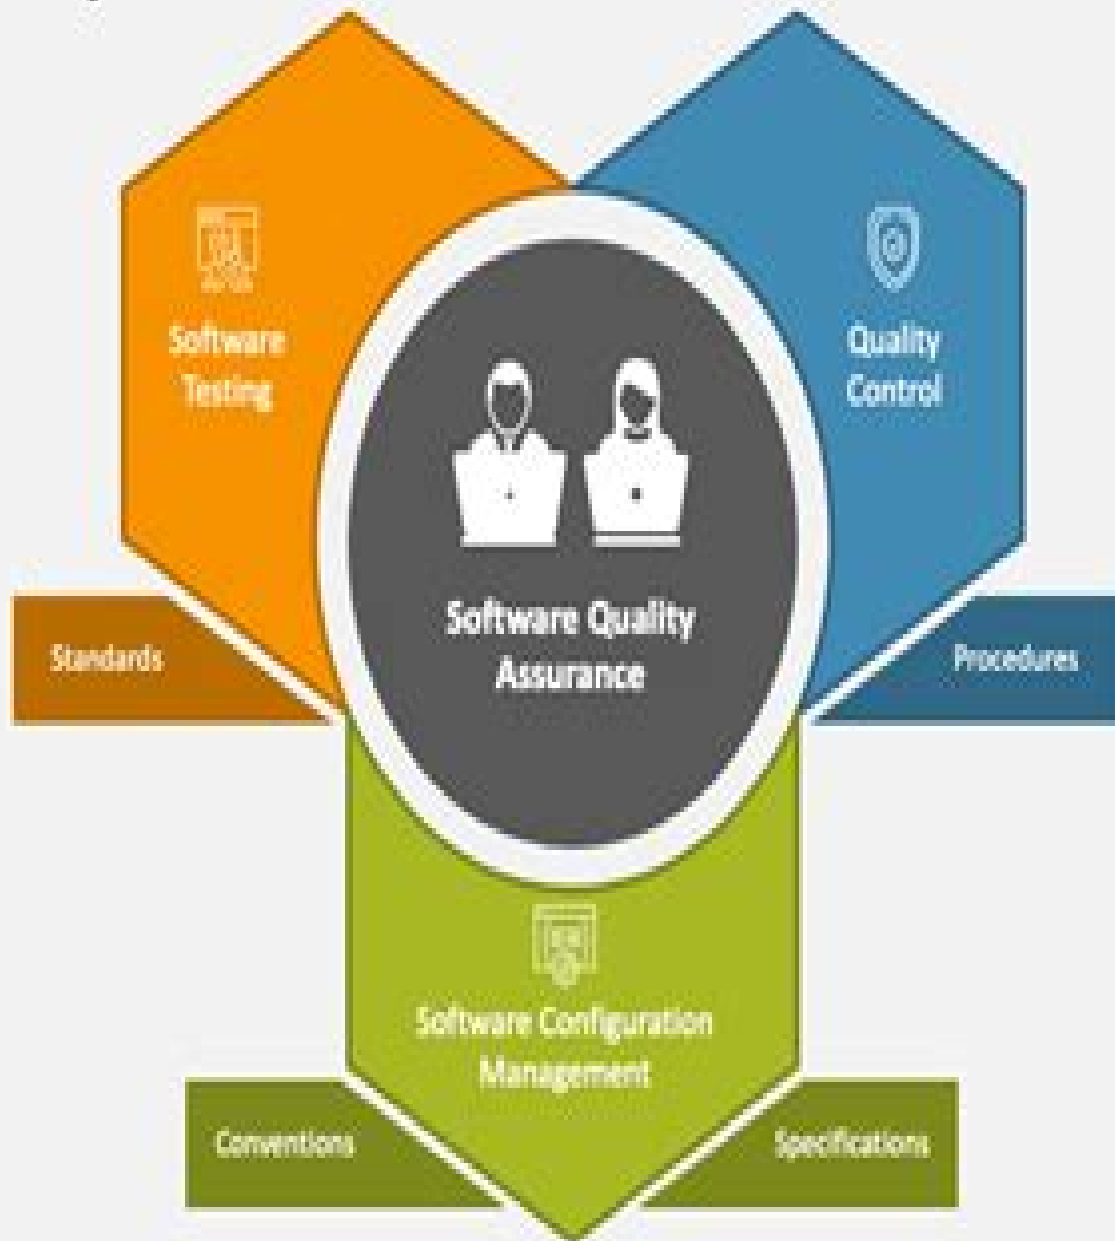 Software
Testing
Quality
Control
Software Quality
Assurance
Standards
Procedures
Software Configuration
Management
Conventions
Specifications